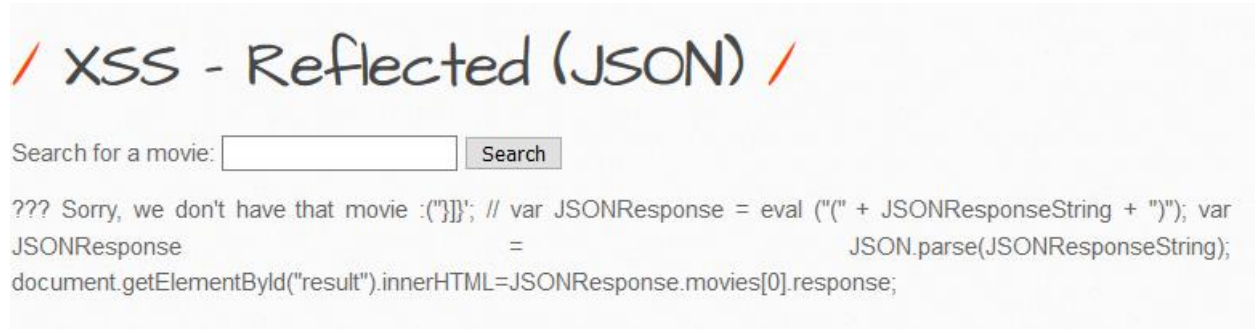 / XSS - Reflected (JSON) /
Search for a movie: Search
??? Sorry, we don't have that movie :("}]}'; // var JSONResponse = eval ("(" + JSONResponseString + ")"); var
JSONResponse = JSON.parse(JSONResponseString);
document.getElementById("result").innerHTML=JSONResponse.movies[0].response;